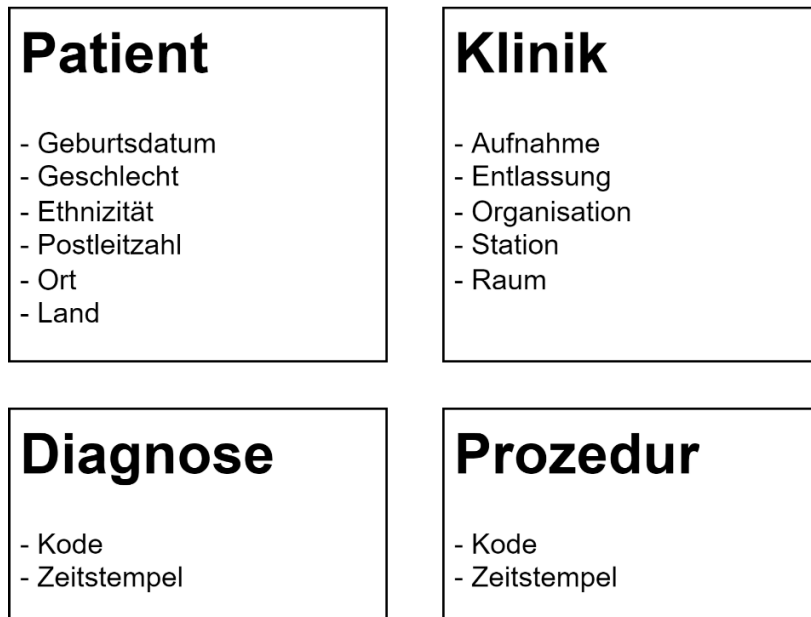 Patient
- Geburtsdatum
- Geschlecht
- Ethnizität
- Postleitzahl
- Ort
- Land
Klinik
- Aufnahme
- Entlassung
- Organisation
- Station
- Raum
Diagnose
- Kode
- Zeitstempel
Prozedur
- Kode
- Zeitstempel